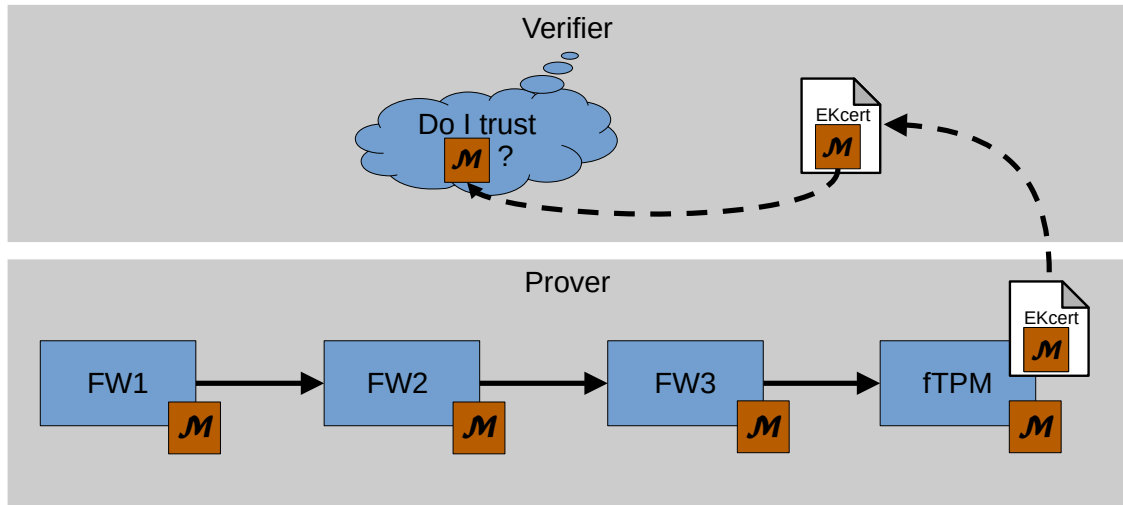 Verifier
Do I trust
M ?
EKcert
M
Prover
EKcert
M
FW1
M
FW2
M
FW3
M
fTPM
M